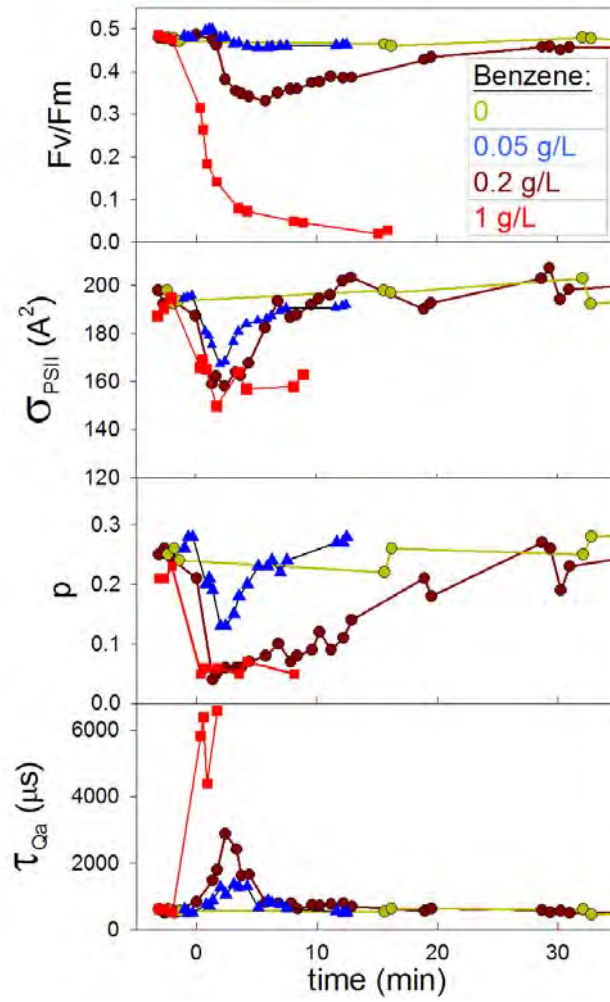 0.5
0.4
0.3
0.2
0.1
0.0
Fv/Fm
Benzene:
0
0.05 g/L
0.2 g/L
1 g/L
200
180
160
140
120
σPSII (A²)
0.3
0.2
0.1
0.0
p
6000
4000
2000
0
τQa (μs)
0 10 20 30
time (min)